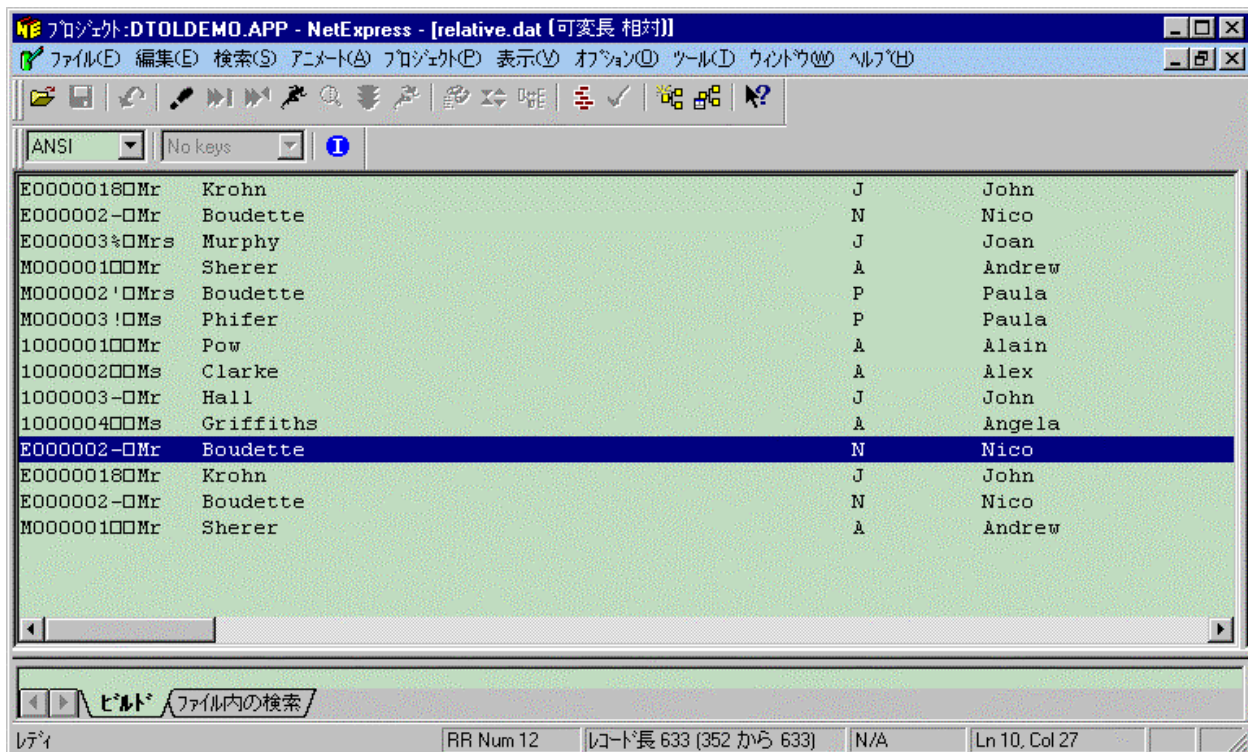 プロジェクト:DTOLDEMO.APP - NetExpress - [relative.dat (可変長 相対)]
ファイル(F) 編集(E) 検索(S) アニメート(A) プロジェクト(P) 表示(V) オプション(O) ツール(T) ウィンドウ(W) ヘルプ(H)
ANSI No keys
E0000018□Mr Krohn J John
E000002-□Mr Boudette N Nico
E000003%□Mrs Murphy J Joan
M000001□□Mr Sherer A Andrew
M000002'□Mrs Boudette P Paula
M000003!□Ms Phifer P Paula
1000001□□Mr Pow A Alain
1000002□□Ms Clarke A Alex
1000003-□Mr Hall J John
1000004□□Ms Griffiths A Angela
E000002-□Mr Boudette N Nico
E0000018□Mr Krohn J John
E000002-□Mr Boudette N Nico
M000001□□Mr Sherer A Andrew
ビルド ファイル内の検索
レディ RR Num 12 レコード長 633 (352 から 633) N/A Ln 10, Col 27